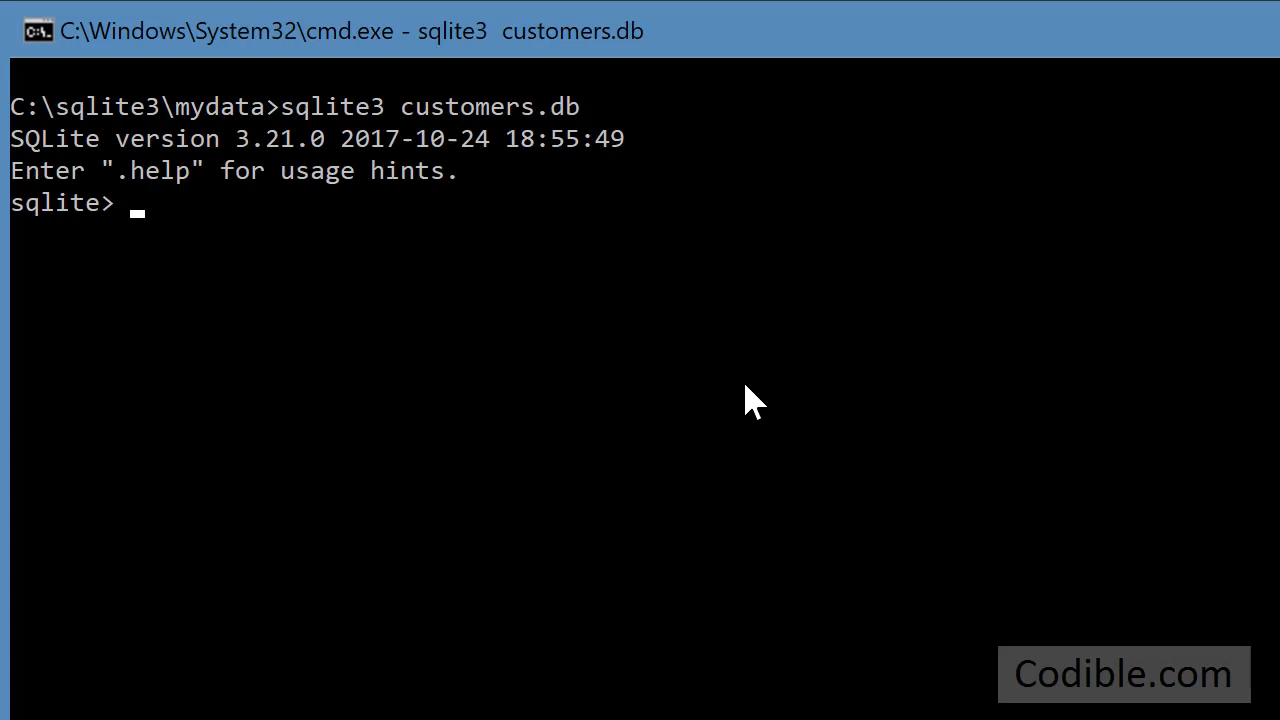 C:\Windows\System32\cmd.exe - sqlite3  customers.db
C:\sqlite3\mydata>sqlite3 customers.db
SQLite version 3.21.0 2017-10-24 18:55:49
Enter ".help" for usage hints.
sqlite>
Codible.com